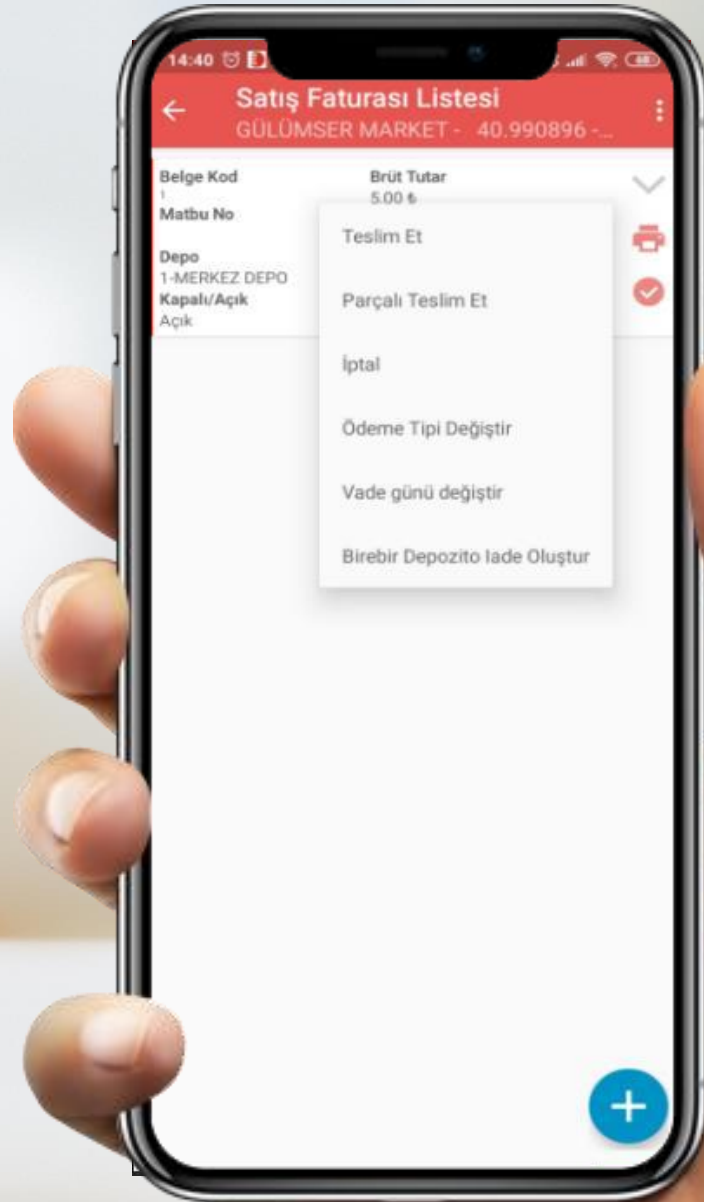 14:40
Satış Faturası Listesi
GÜLÜMSER MARKET - 40.990896 -...
Belge Kod
1
Brüt Tutar
5.00 ₺
Matbu No
Depo
1-MERKEZ DEPO
Kapalı/Açık
Açık
Teslim Et
Parçalı Teslim Et
İptal
Ödeme Tipi Değiştir
Vade günü değiştir
Birebir Depozito Iade Oluştur